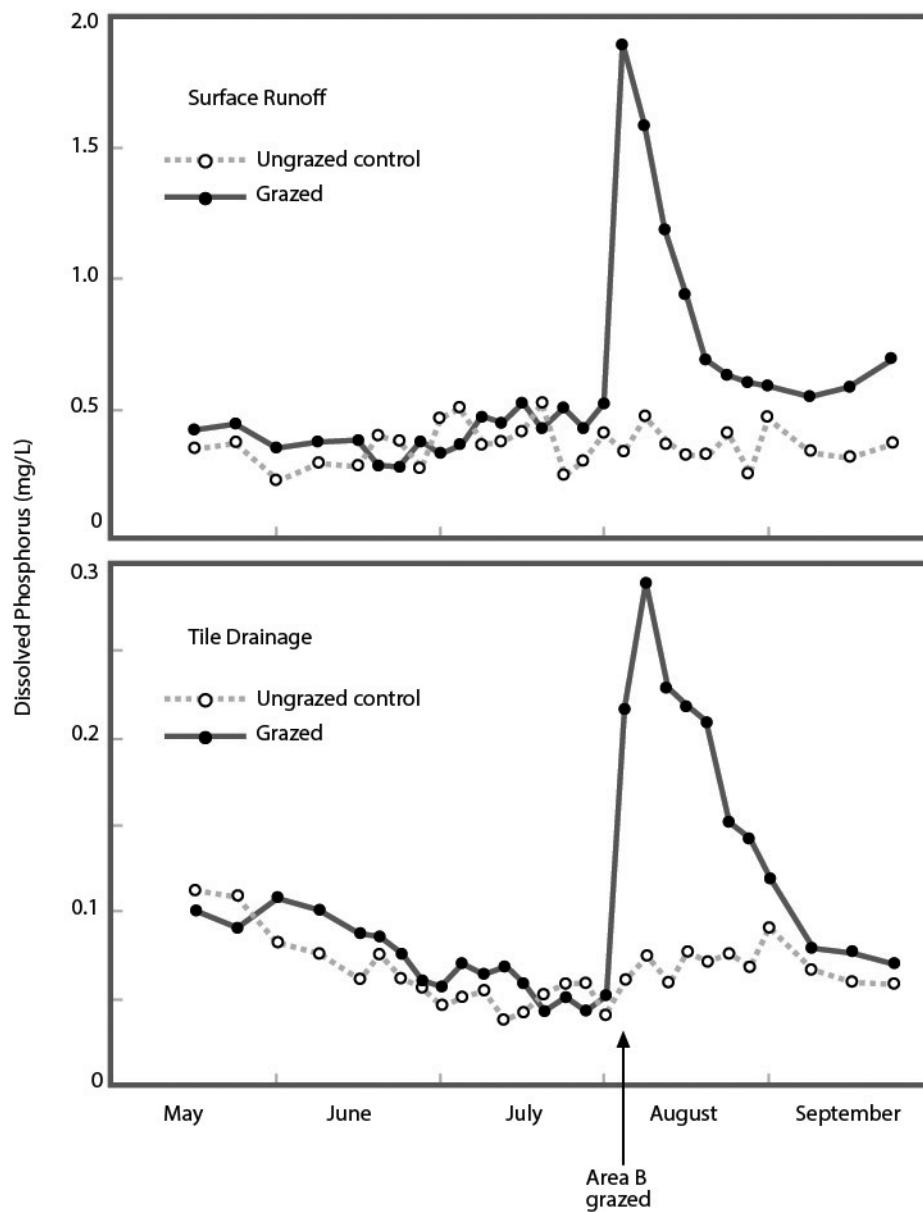 2.0
Surface Runoff
Ungrazed control
1.5
Grazed
1.0
0.5
0
Dissolved Phosphorus (mg/L)
0.3
Tile Drainage
Ungrazed control
Grazed
0.2
0.1
0
May June July August September
Area B
grazed